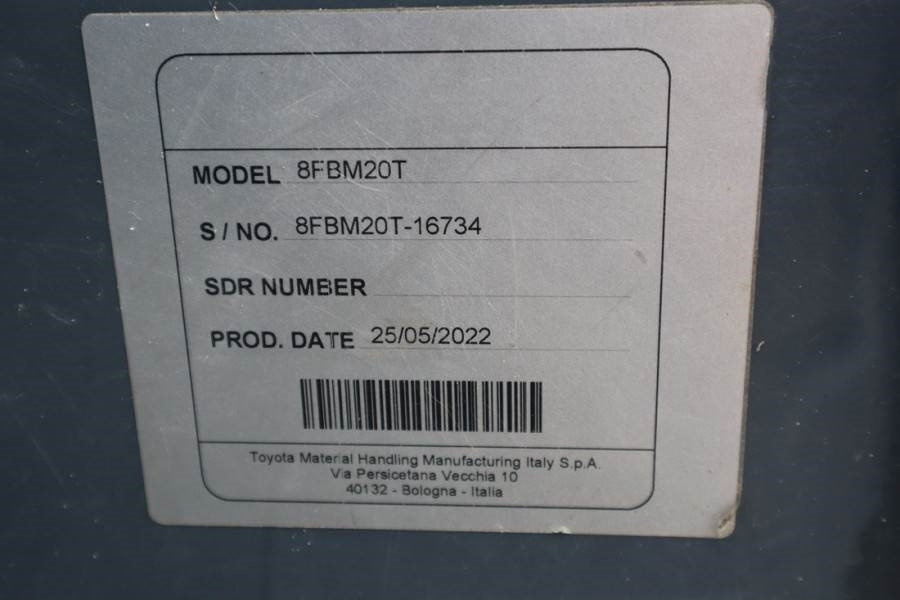 MODEL 8FBM20T
S / NO. 8FBM20T-16734
SDR NUMBER
PROD. DATE 25/05/2022
Toyota Material Handling Manufacturing Italy S.p.A.
Via Persicetana Vecchia 10
40132 - Bologna - Italia